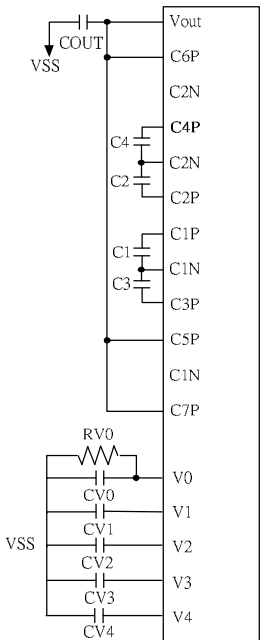 Vout
COUT
VSS
C6P
C2N
C4P
C4
C2N
C2
C2P
C1P
C1
C1N
C3
C3P
C5P
C1N
C7P
RV0
V0
CV0
V1
CV1
VSS
V2
CV2
V3
CV3
V4
CV4